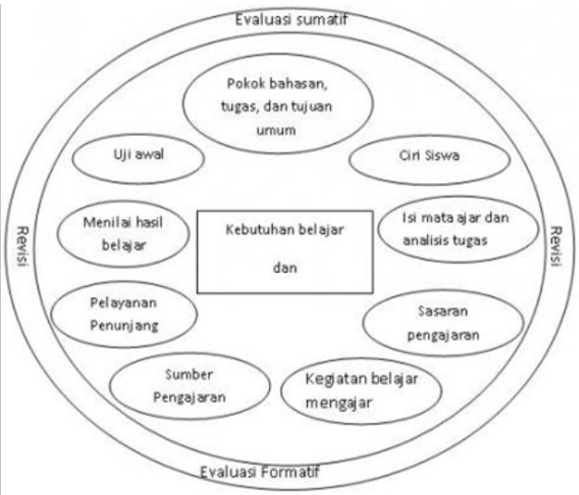 Evaluasi sumatif
Pokok bahasan,
tugas, dan tujuan
umum
Uji awal
Ciri Siswa
Menilai hasil
belajar
Kebutuhan belajar
dan
Isi mata ajar dan
analisis tugas
Revisi
Revisi
Pelayanan
Penunjang
Sasaran
pengajaran
Sumber
Pengajaran
Kegiatan belajar
mengajar
Evaluasi Formatif